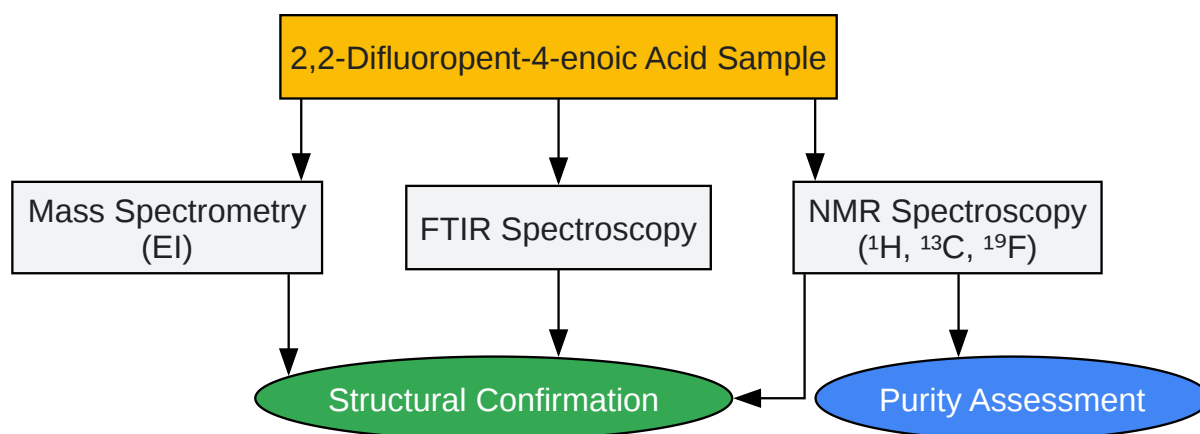 2,2-Difluoropent-4-enoic Acid Sample
Mass Spectrometry
(EI)
FTIR Spectroscopy
NMR Spectroscopy
(¹H, ¹³C, ¹⁹F)
Structural Confirmation
Purity Assessment